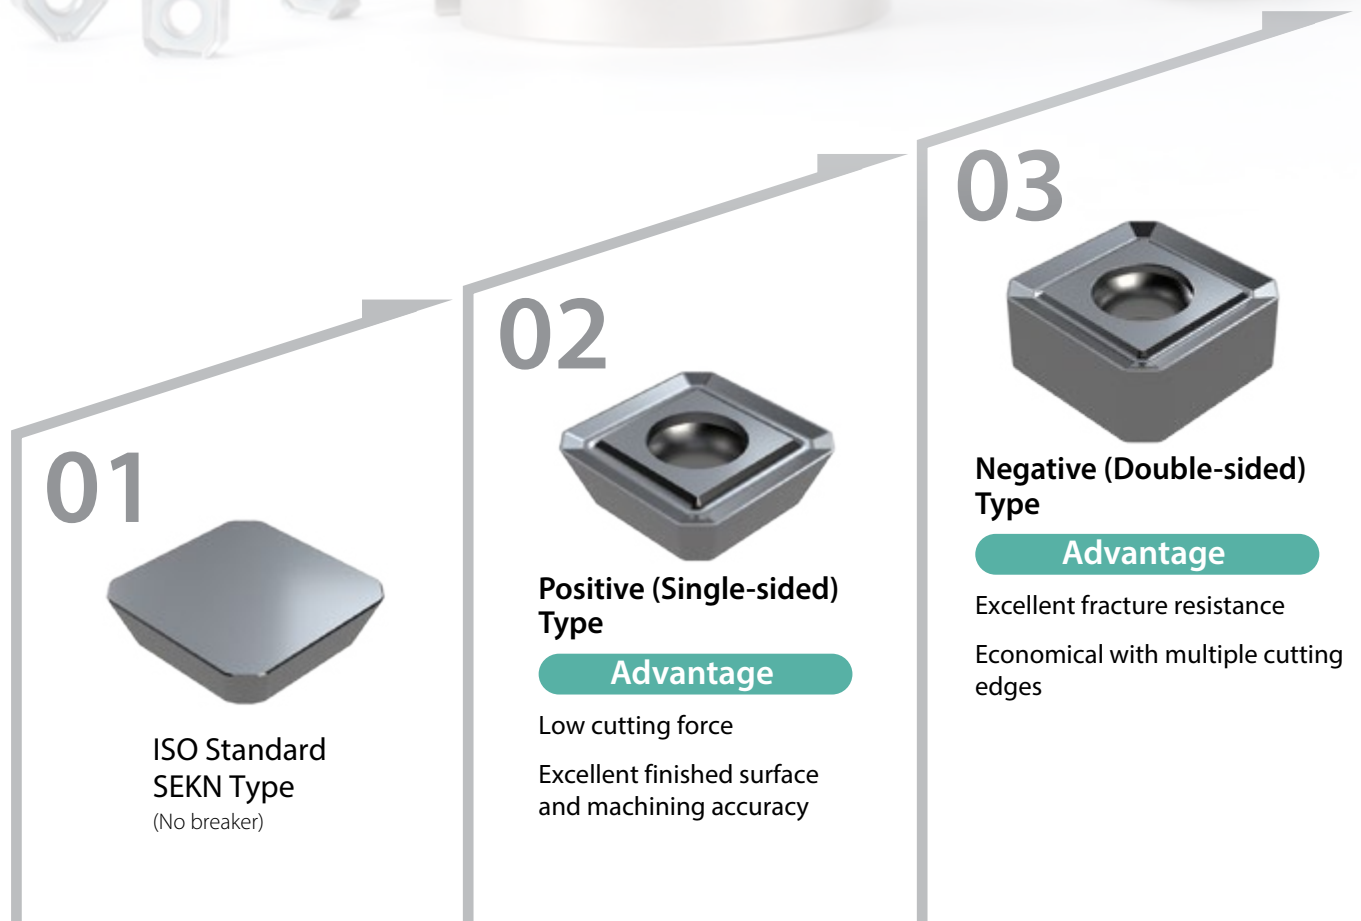 01
ISO Standard
SEKN Type
(No breaker)
02
Positive (Single-sided)
Type
Advantage
Low cutting force
Excellent finished surface
and machining accuracy
03
Negative (Double-sided)
Type
Advantage
Excellent fracture resistance
Economical with multiple cutting
edges